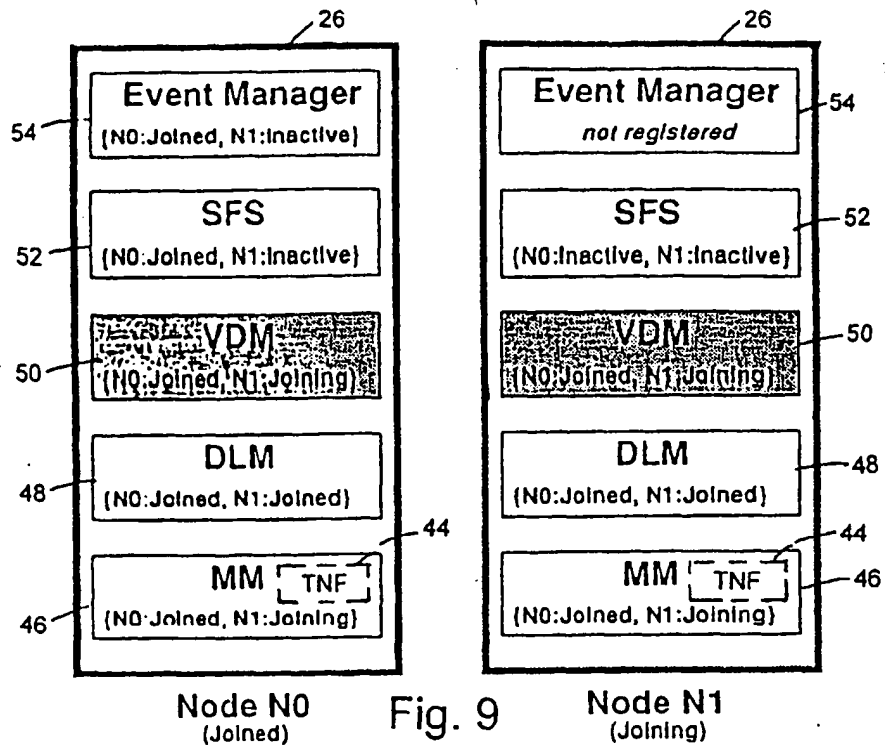 26
Event Manager
54
{N0:Joined, N1:Inactive}
SFS
52
{N0:Joined, N1:Inactive}
VDM
50
{N0:Joined, N1:Joining}
DLM
48
{N0:Joined, N1:Joined}
44
MM
TNF
46
{N0:Joined, N1:Joining}
Node N0
(Joined)
26
Event Manager
54
not registered
SFS
52
{N0:Inactive, N1:Inactive}
VDM
50
{N0:Joined, N1:Joining}
DLM
48
{N0:Joined, N1:Joined}
44
MM
TNF
46
{N0:Joined, N1:Joining}
Node N1
(Joining)
Fig. 9